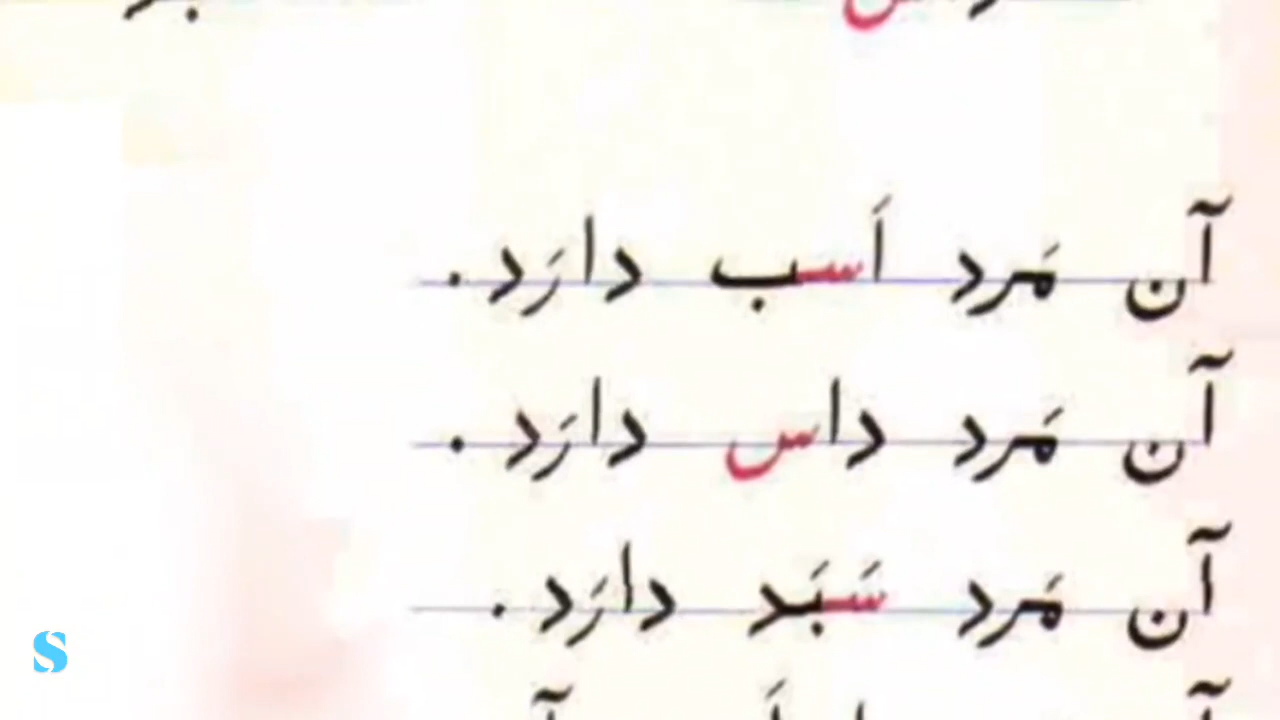 آن مَرد اَسب دارَد.
آن مَرد داس دارَد.
آن مَرد سَبَد دارَد.
S